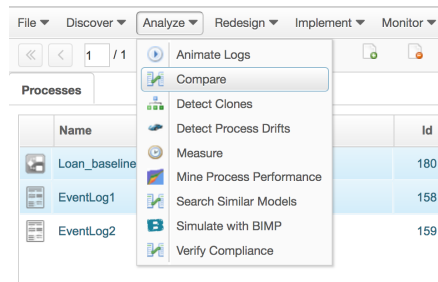 File Discover Analyze Redesign Implement Monitor
1 / 1
Animate Logs
Compare
Detect Clones
Detect Process Drifts
Measure
Mine Process Performance
Search Similar Models
Simulate with BIMP
Verify Compliance
Processes
Name Id
Loan_baseline 180
EventLog1 158
EventLog2 159